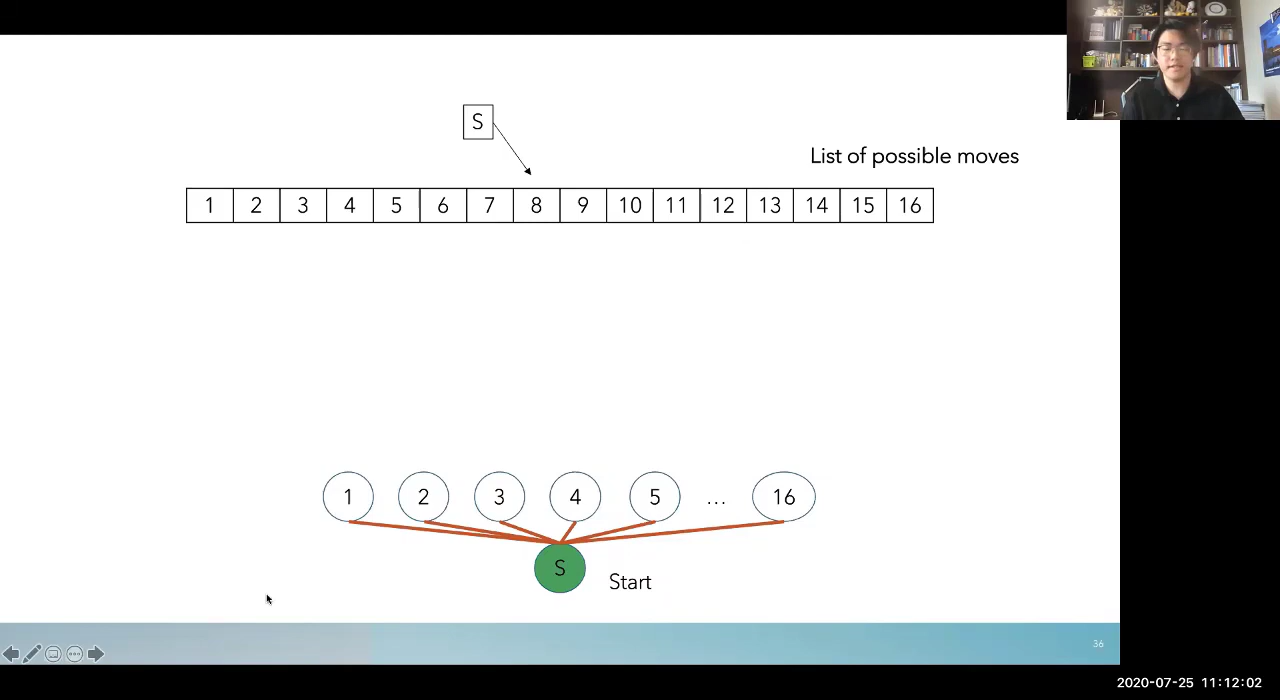 S
List of possible moves
1 2 3 4 5 6 7 8 9 10 11 12 13 14 15 16
1 2 3 4 5 ... 16
S
Start
36
2020-07-25 11:12:02